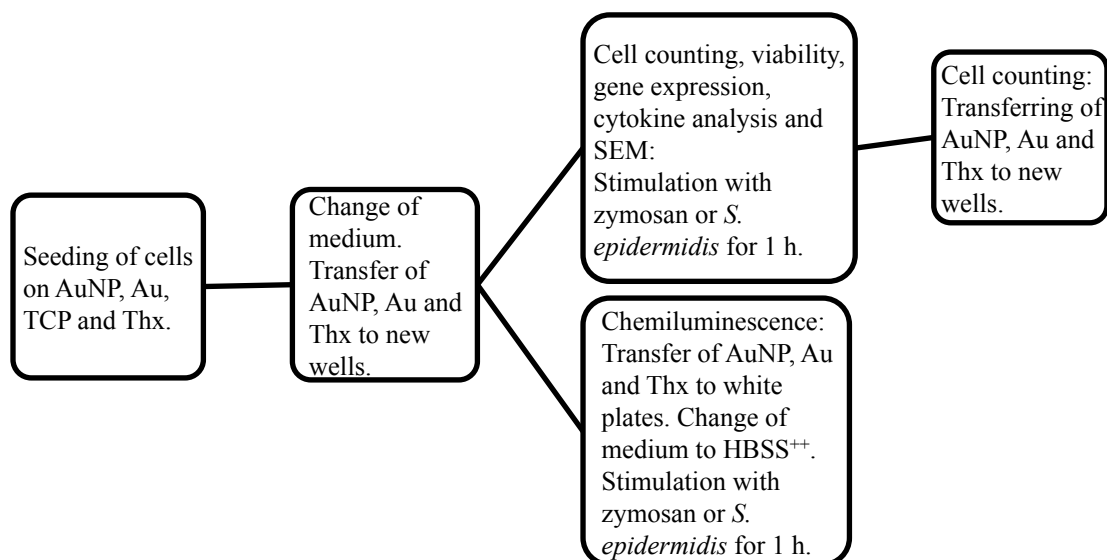 Seeding of cells
on AuNP, Au,
TCP and Thx.
Change of
medium.
Transfer of
AuNP, Au and
Thx to new
wells.
Cell counting, viability,
gene expression,
cytokine analysis and
SEM:
Stimulation with
zymosan or S.
epidermidis for 1 h.
Cell counting:
Transferring of
AuNP, Au and
Thx to new
wells.
Chemiluminescence:
Transfer of AuNP, Au
and Thx to white
plates. Change of
medium to HBSS⁺⁺.
Stimulation with
zymosan or S.
epidermidis for 1 h.